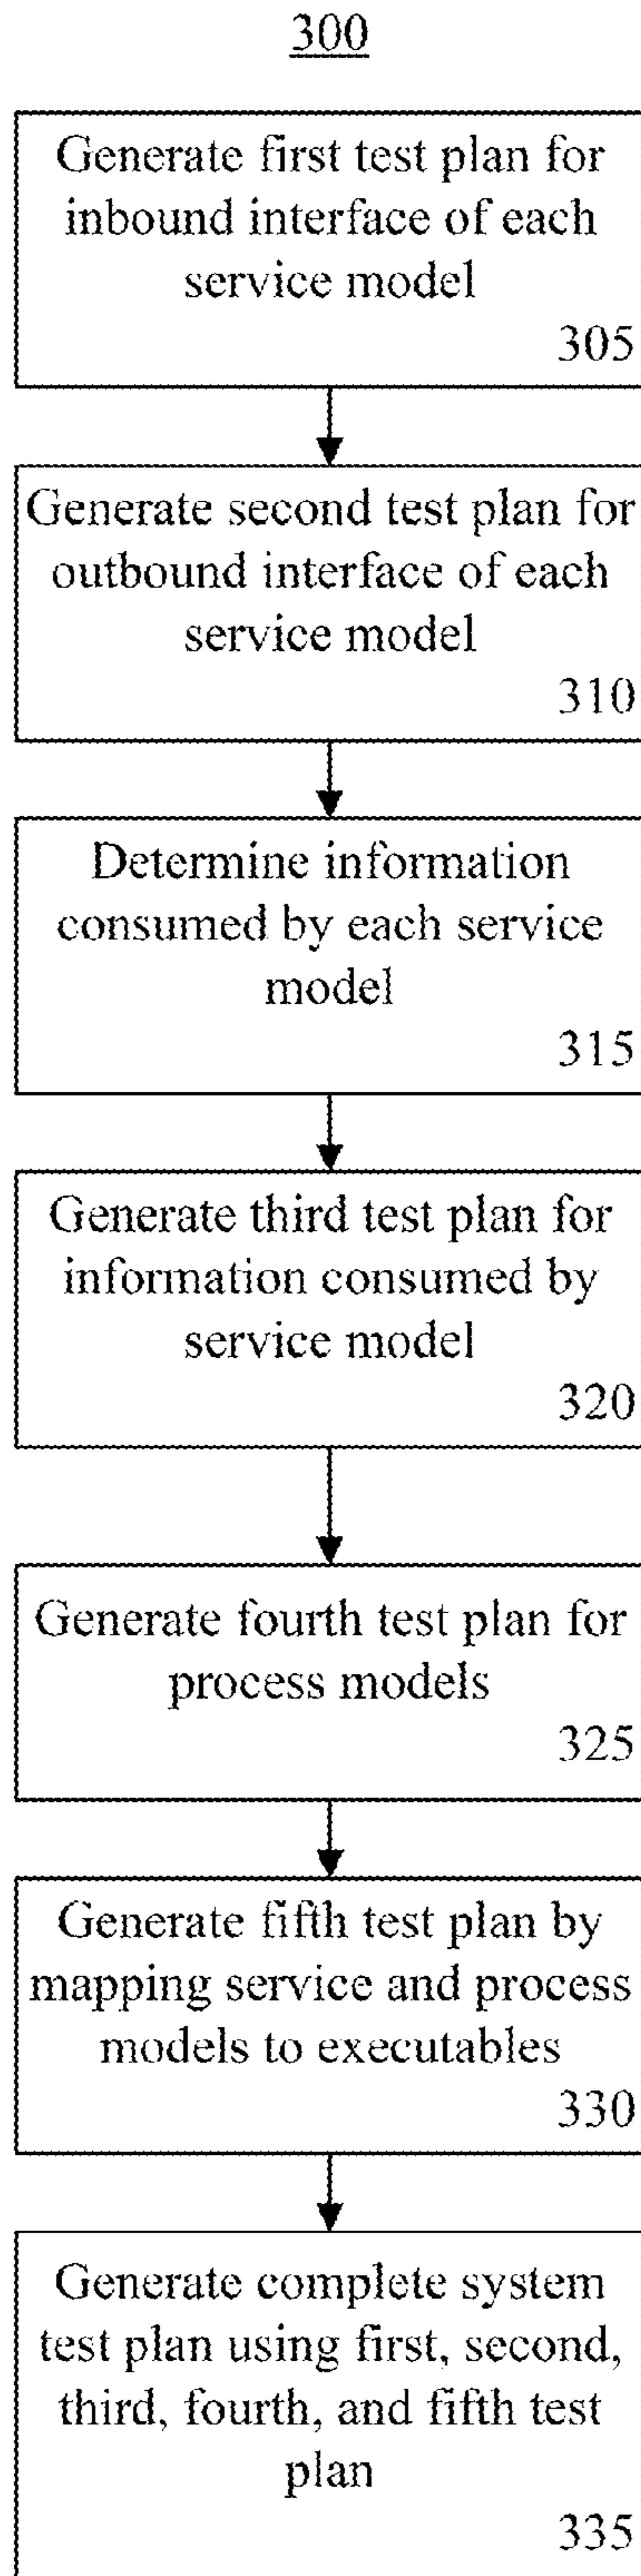 300
Generate first test plan for
inbound interface of each
service model
305
Generate second test plan for
outbound interface of each
service model
310
Determine information
consumed by each service
model
315
Generate third test plan for
information consumed by
service model
320
Generate fourth test plan for
process models
325
Generate fifth test plan by
mapping service and process
models to executables
330
Generate complete system
test plan using first, second,
third, fourth, and fifth test
plan
335